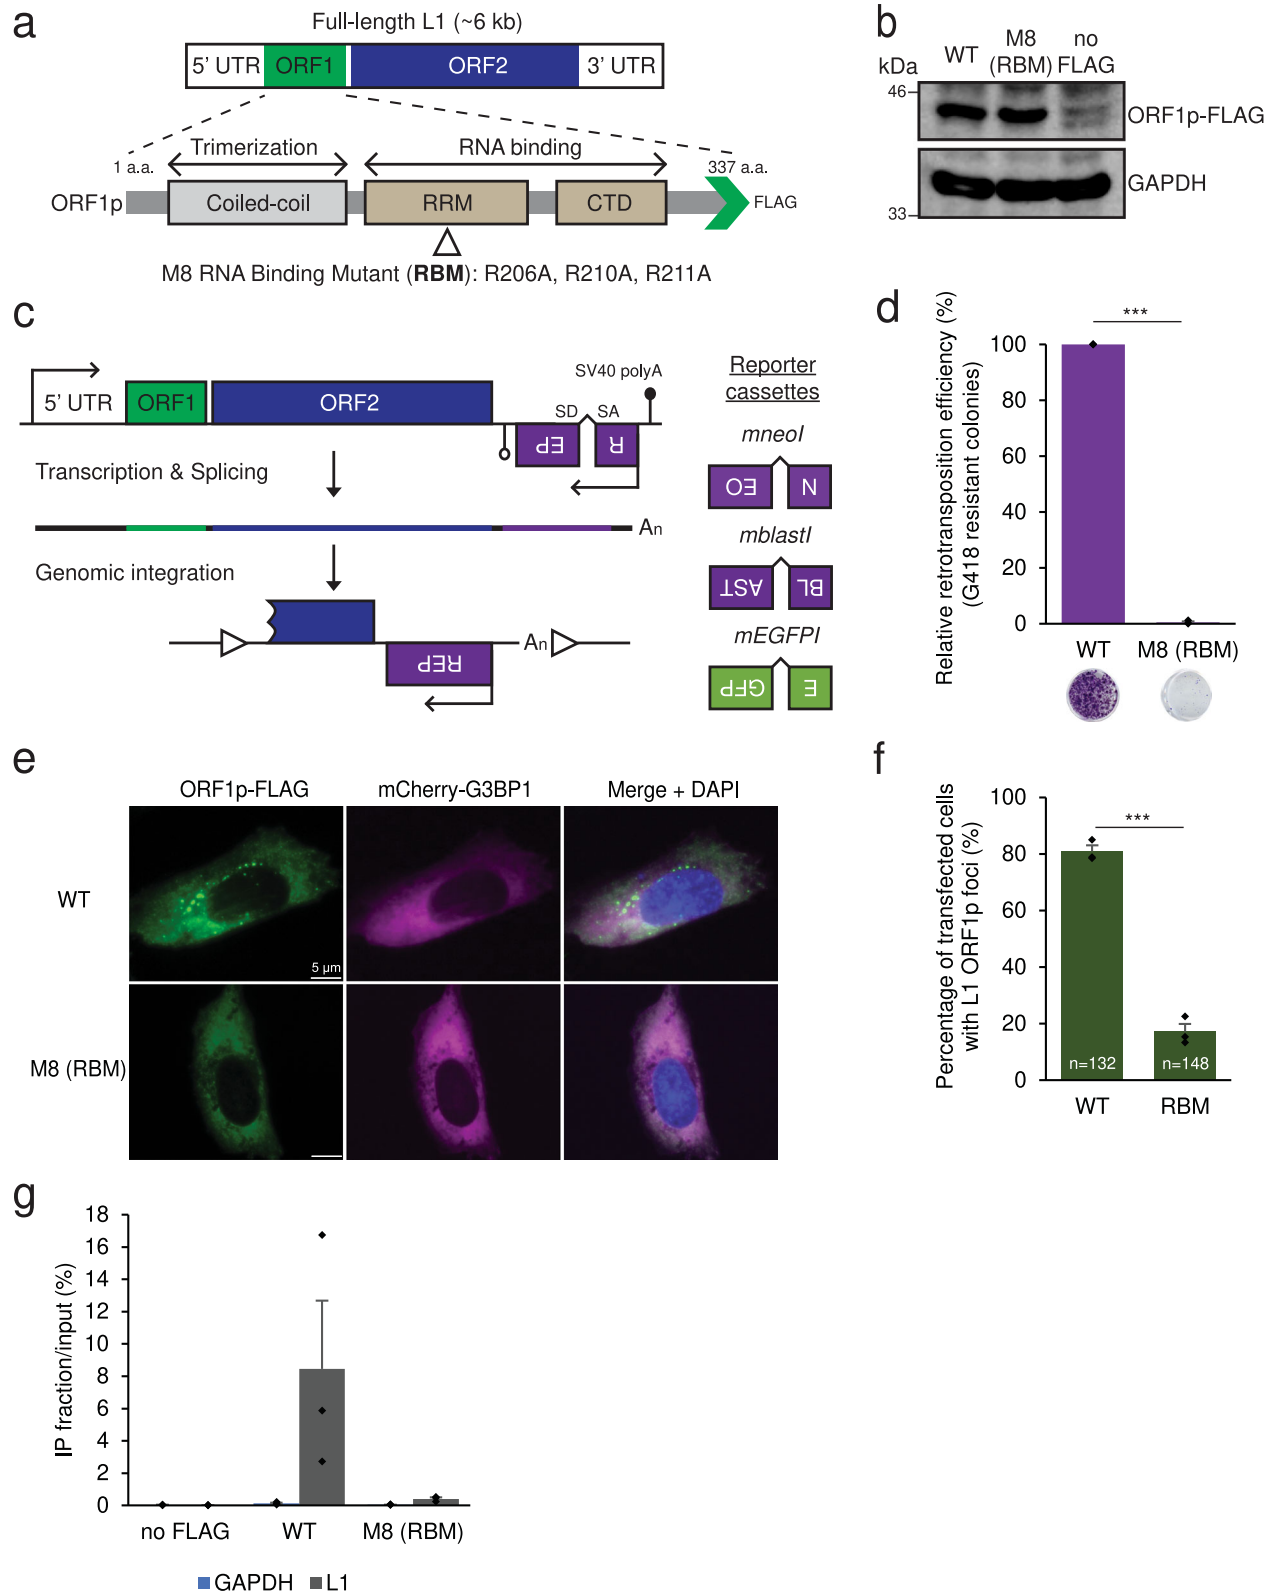 a
Full-length L1 (~6 kb)
5' UTR ORF1 ORF2 3' UTR
Trimerization RNA binding
1 a.a. 337 a.a.
ORF1p Coiled-coil RRM CTD FLAG
M8 RNA Binding Mutant (RBM): R206A, R210A, R211A
b
WT M8 (RBM) no FLAG
kDa
46
ORF1p-FLAG
GAPDH
33
c
SV40 polyA
5' UTR ORF1 ORF2 SD SA
EP R
Transcription & Splicing
An
Genomic integration
An
REP
Reporter
cassettes
mneoI
EO N
mblastI
AST BL
mEGFPI
GFP E
d
Relative retrotransposition efficiency (%)
(G418 resistant colonies)
***
100
80
60
40
20
0
WT M8 (RBM)
e
ORF1p-FLAG mCherry-G3BP1 Merge + DAPI
WT
5 µm
M8 (RBM)
f
Percentage of transfected cells
with L1 ORF1p foci (%)
***
100
80
60
40
20
0
n=132 n=148
WT RBM
g
IP fraction/input (%)
18
16
14
12
10
8
6
4
2
0
no FLAG WT M8 (RBM)
GAPDH L1